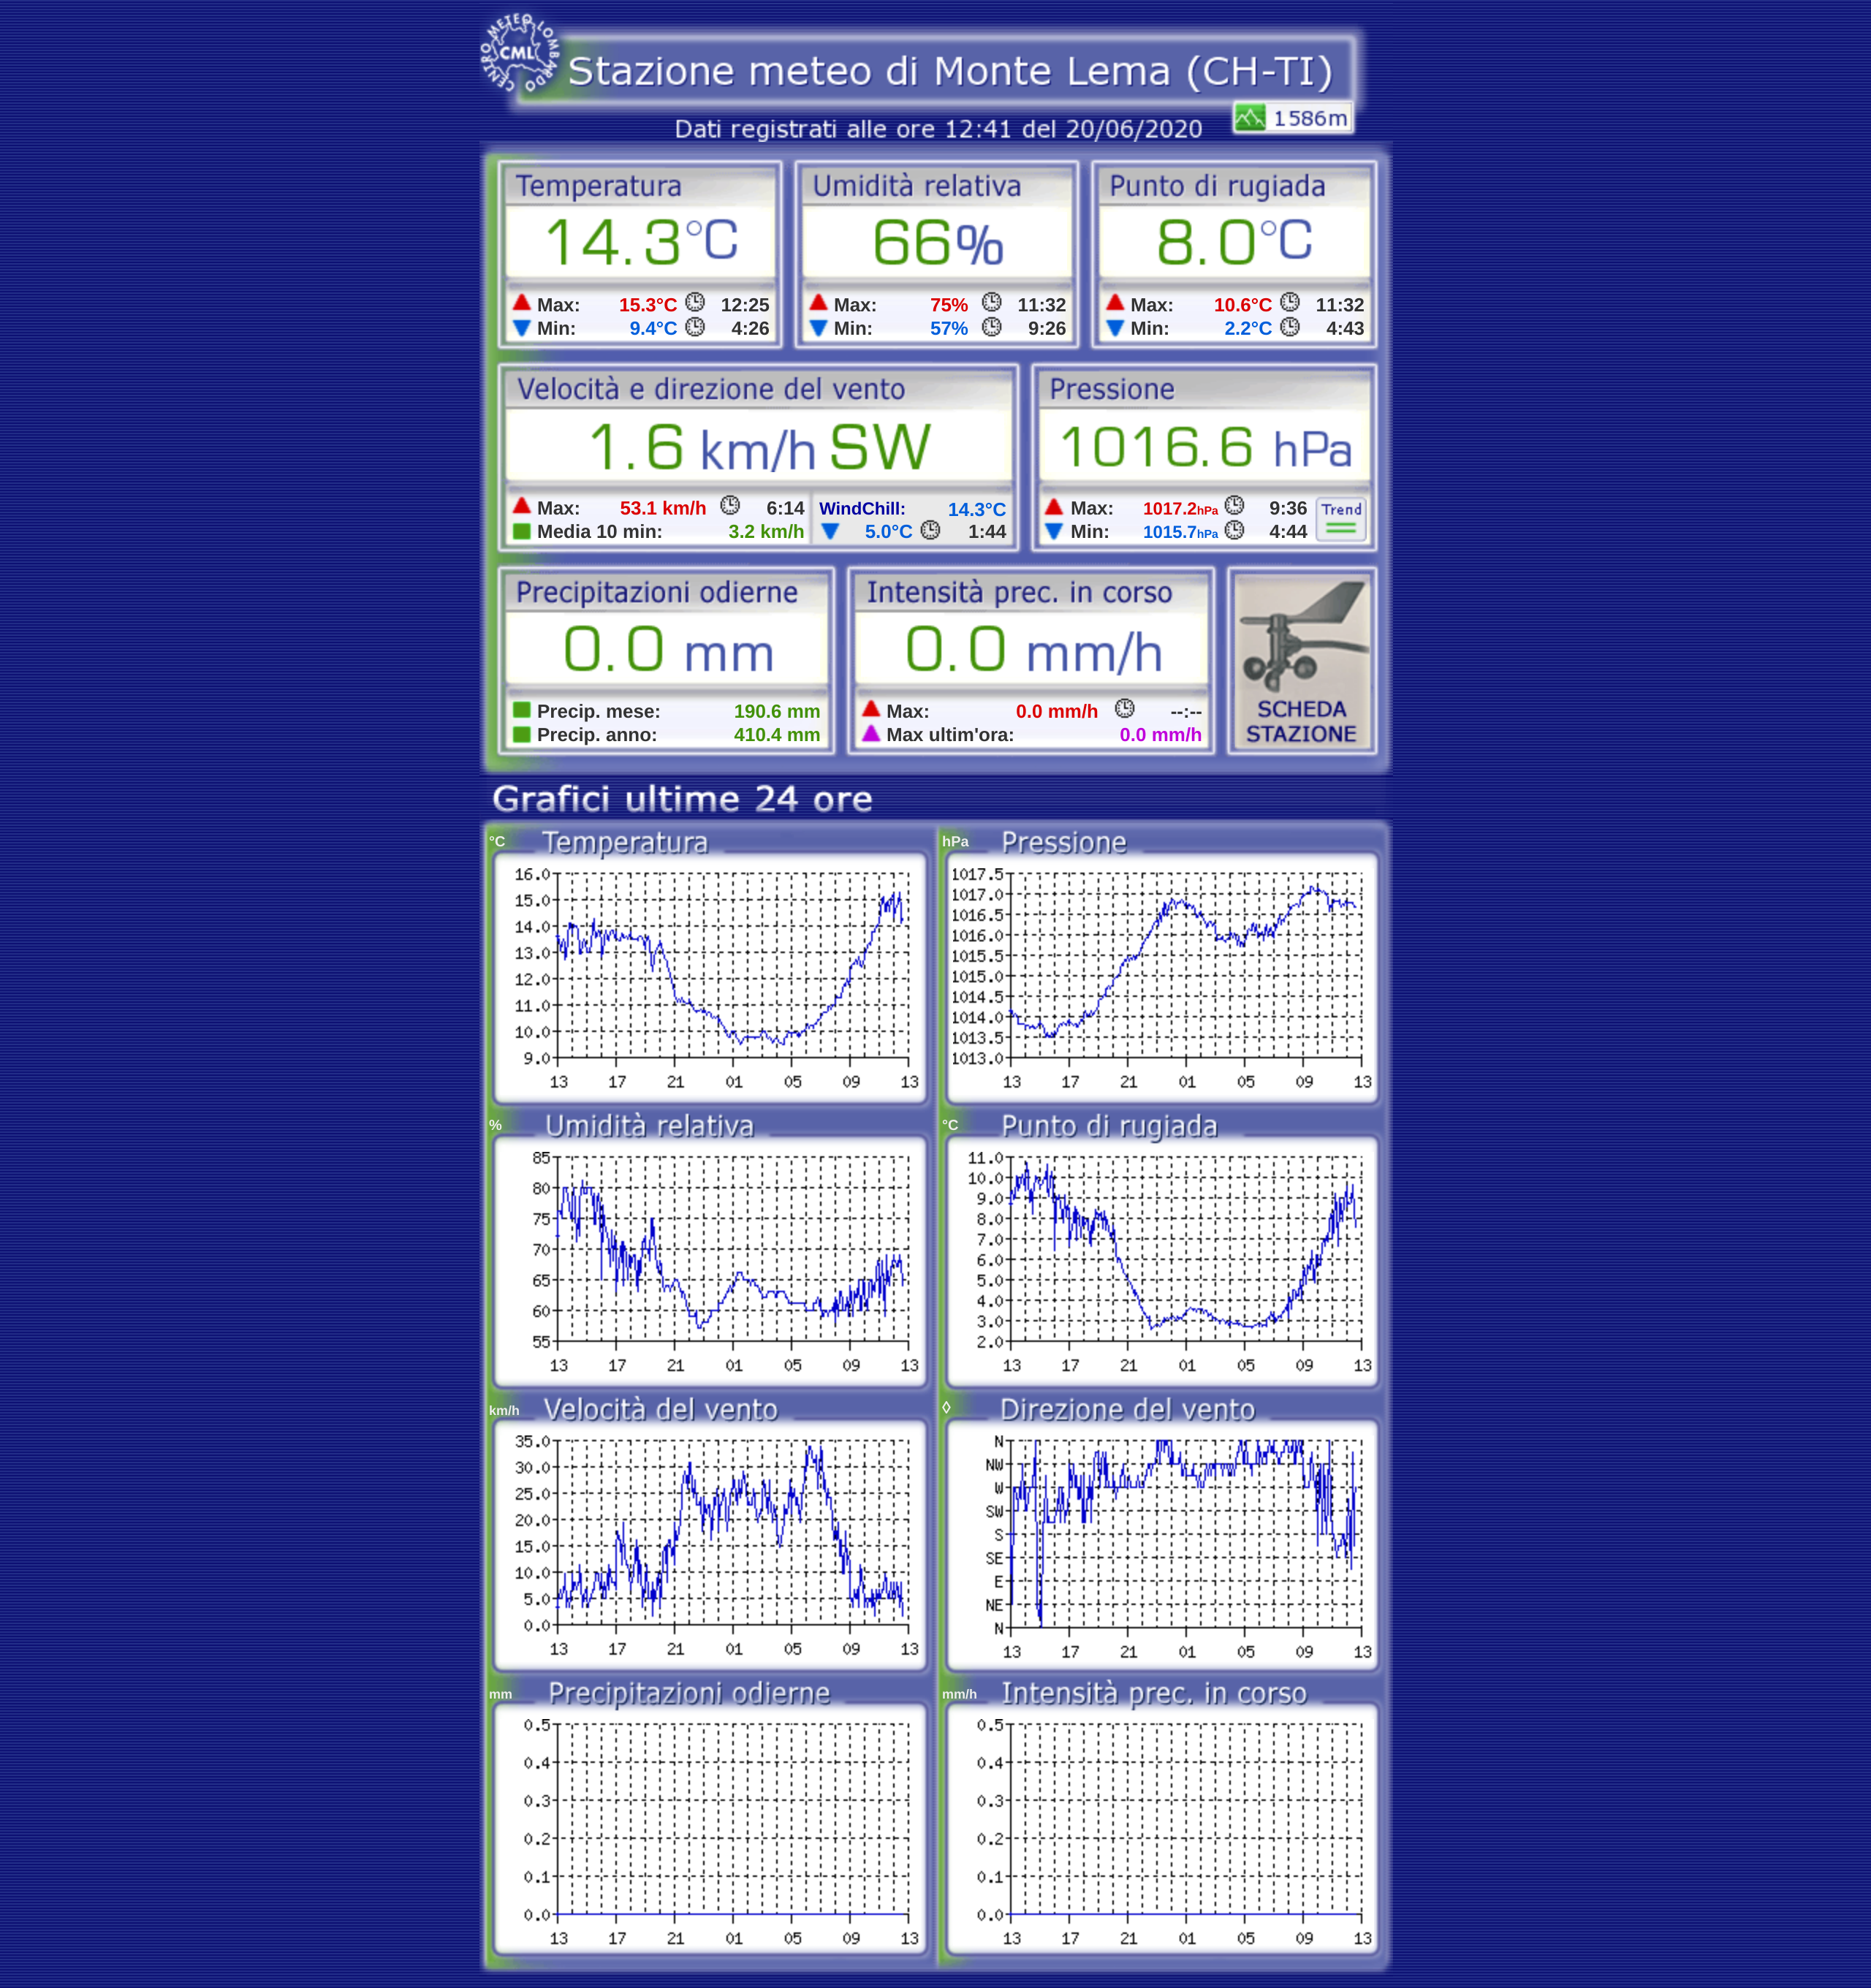 CENTRO METEO LOMBARDO
CML
Stazione meteo di Monte Lema (CH-TI)
1586m
Dati registrati alle ore 12:41 del 20/06/2020
Temperatura Umidità relativa Punto di rugiada
14.3°C 66% 8.0°C
Max: 15.3°C 12:25 Max: 75% 11:32 Max: 10.6°C 11:32
Min: 9.4°C 4:26 Min: 57% 9:26 Min: 2.2°C 4:43
Velocità e direzione del vento Pressione
1.6 km/h SW 1016.6 hPa
Max: 53.1 km/h 6:14 WindChill: 14.3°C Max: 1017.2hPa 9:36 Trend
Media 10 min: 3.2 km/h 5.0°C 1:44 Min: 1015.7hPa 4:44
Precipitazioni odierne Intensità prec. in corso
0.0 mm 0.0 mm/h
Precip. mese: 190.6 mm Max: 0.0 mm/h --:-- SCHEDA
Precip. anno: 410.4 mm Max ultim'ora: 0.0 mm/h STAZIONE
Grafici ultime 24 ore
°C Temperatura
16.0
15.0
14.0
13.0
12.0
11.0
10.0
9.0
13 17 21 01 05 09 13
hPa Pressione
1017.5
1017.0
1016.5
1016.0
1015.5
1015.0
1014.5
1014.0
1013.5
1013.0
13 17 21 01 05 09 13
% Umidità relativa
85
80
75
70
65
60
55
13 17 21 01 05 09 13
°C Punto di rugiada
11.0
10.0
9.0
8.0
7.0
6.0
5.0
4.0
3.0
2.0
13 17 21 01 05 09 13
km/h Velocità del vento
35.0
30.0
25.0
20.0
15.0
10.0
5.0
0.0
13 17 21 01 05 09 13
◊ Direzione del vento
N
NW
W
SW
S
SE
E
NE
N
13 17 21 01 05 09 13
mm Precipitazioni odierne
0.5
0.4
0.3
0.2
0.1
0.0
13 17 21 01 05 09 13
mm/h Intensità prec. in corso
0.5
0.4
0.3
0.2
0.1
0.0
13 17 21 01 05 09 13